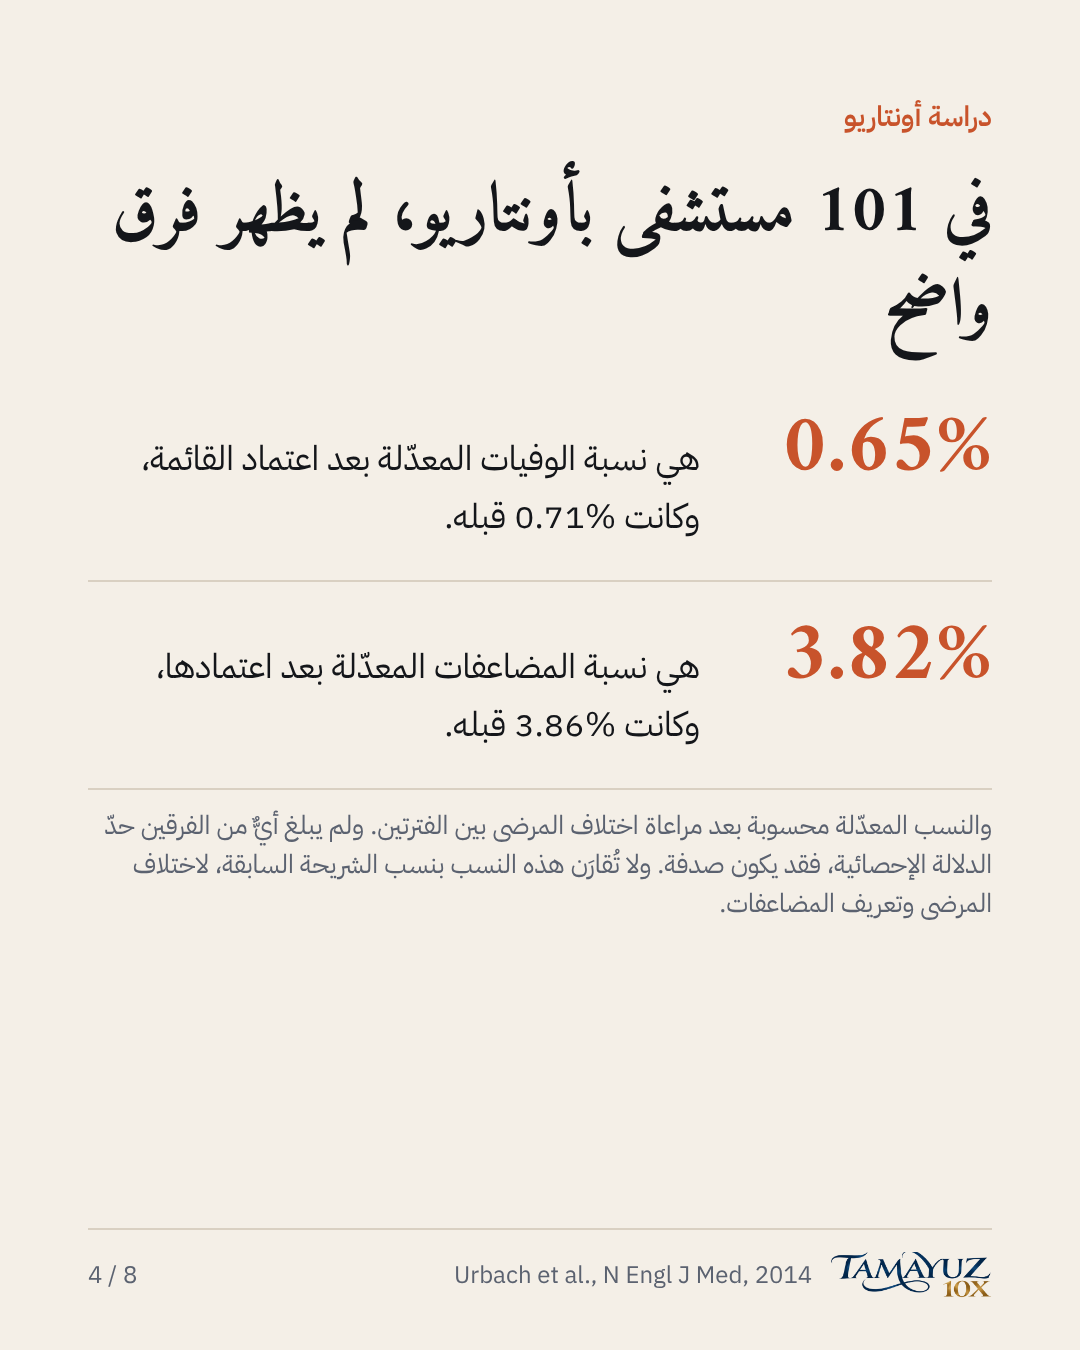 دراسة أونتاريو
في 101 مستشفى بأونتاريو، لم يظهر فرق
واضح
0.65%
هي نسبة الوفيات المعدّلة بعد اعتماد القائمة،
وكانت 0.71% قبله.
3.82%
هي نسبة المضاعفات المعدّلة بعد اعتمادها،
وكانت 3.86% قبله.
والنسب المعدّلة محسوبة بعد مراعاة اختلاف المرضى بين الفترتين. ولم يبلغ أيٌّ من الفرقين حدّ
الدلالة الإحصائية، فقد يكون صدفة. ولا تُقارَن هذه النسب بنسب الشريحة السابقة، لاختلاف
المرضى وتعريف المضاعفات.
TAMAYUZ
10X
Urbach et al., N Engl J Med, 2014
4 / 8